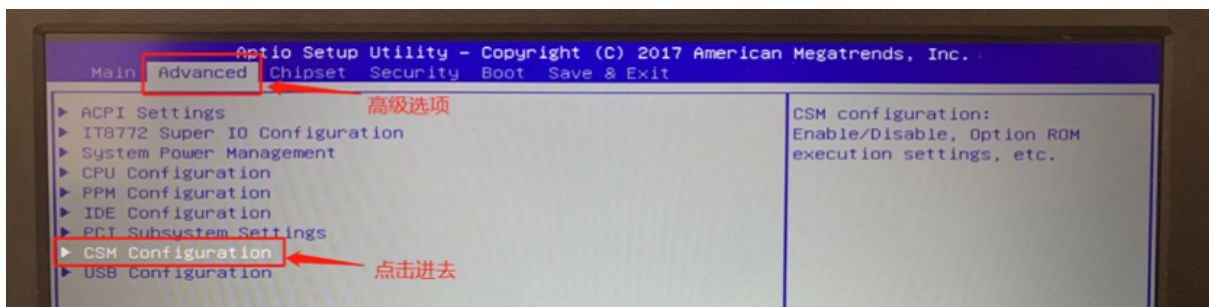 Aptio Setup Utility – Copyright (C) 2017 American Megatrends, Inc.
Main Advanced Chipset Security Boot Save & Exit
高级选项
ACPI Settings
IT8772 Super IO Configuration
System Power Management
CPU Configuration
PPM Configuration
IDE Configuration
PCI Subsystem Settings
CSM Configuration
点击进去
USB Configuration
CSM configuration:
Enable/Disable, Option ROM
execution settings, etc.